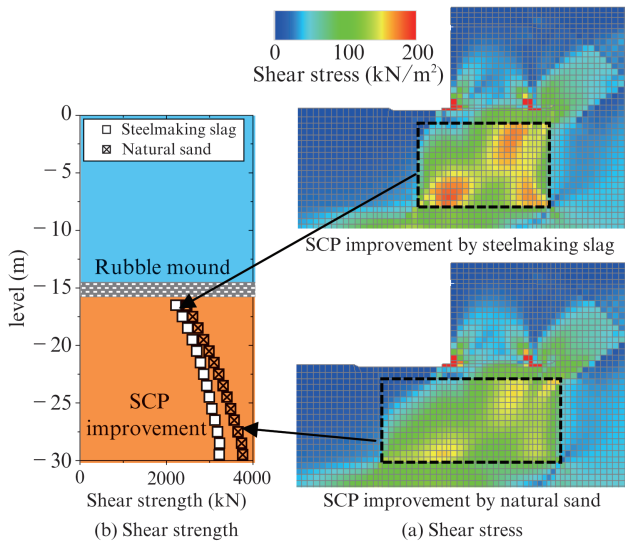 0 100 200
Shear stress (kN/m²)
SCP improvement by steelmaking slag
SCP improvement by natural sand
(a) Shear stress
0
−5
−10
−15
−20
−25
−30
level (m)
Steelmaking slag
Natural sand
Rubble mound
SCP
improvement
0 2000 4000
Shear strength (kN)
(b) Shear strength